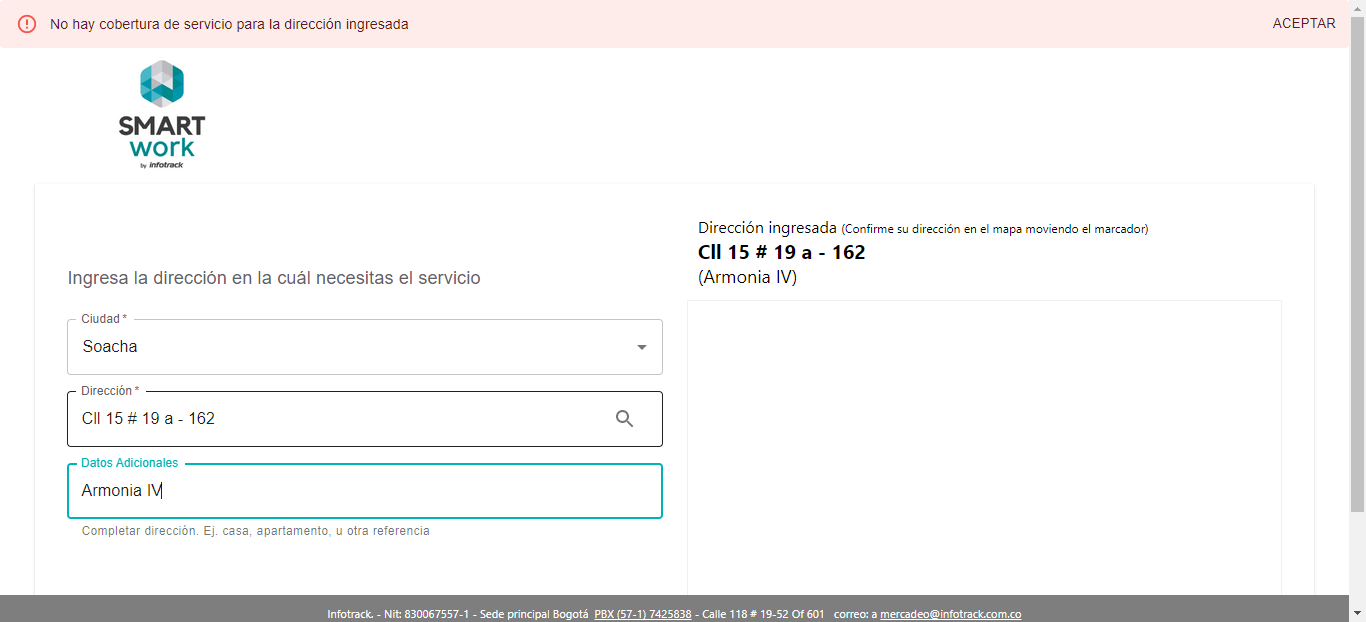 No hay cobertura de servicio para la dirección ingresada
ACEPTAR
SMART
work
by infotrack
Ingresa la dirección en la cuál necesitas el servicio
Ciudad *
Soacha
Dirección *
Cll 15 # 19 a - 162
Datos Adicionales
Armonia IV
Completar dirección. Ej. casa, apartamento, u otra referencia
Dirección ingresada (Confirme su dirección en el mapa moviendo el marcador)
Cll 15 # 19 a - 162
(Armonia IV)
Infotrack. - Nit: 830067557-1 - Sede principal Bogotá PBX (57-1) 7425838 - Calle 118 # 19-52 Of 601 correo: a mercadeo@infotrack.com.co